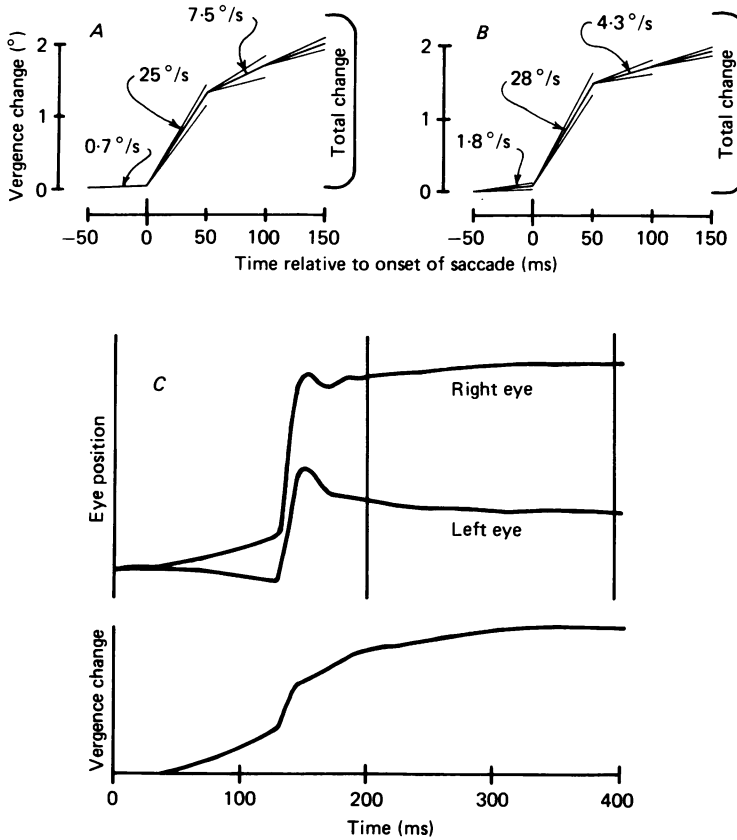 A
B
7·5°/s
25°/s
0·7°/s
4·3°/s
28°/s
1·8°/s
Vergence change (°)
2
1
0
2
1
0
Total change
Total change
−50 0 50 100 150
−50 0 50 100 150
Time relative to onset of saccade (ms)
C
Eye position
Right eye
Left eye
Vergence change
0 100 200 300 400
Time (ms)